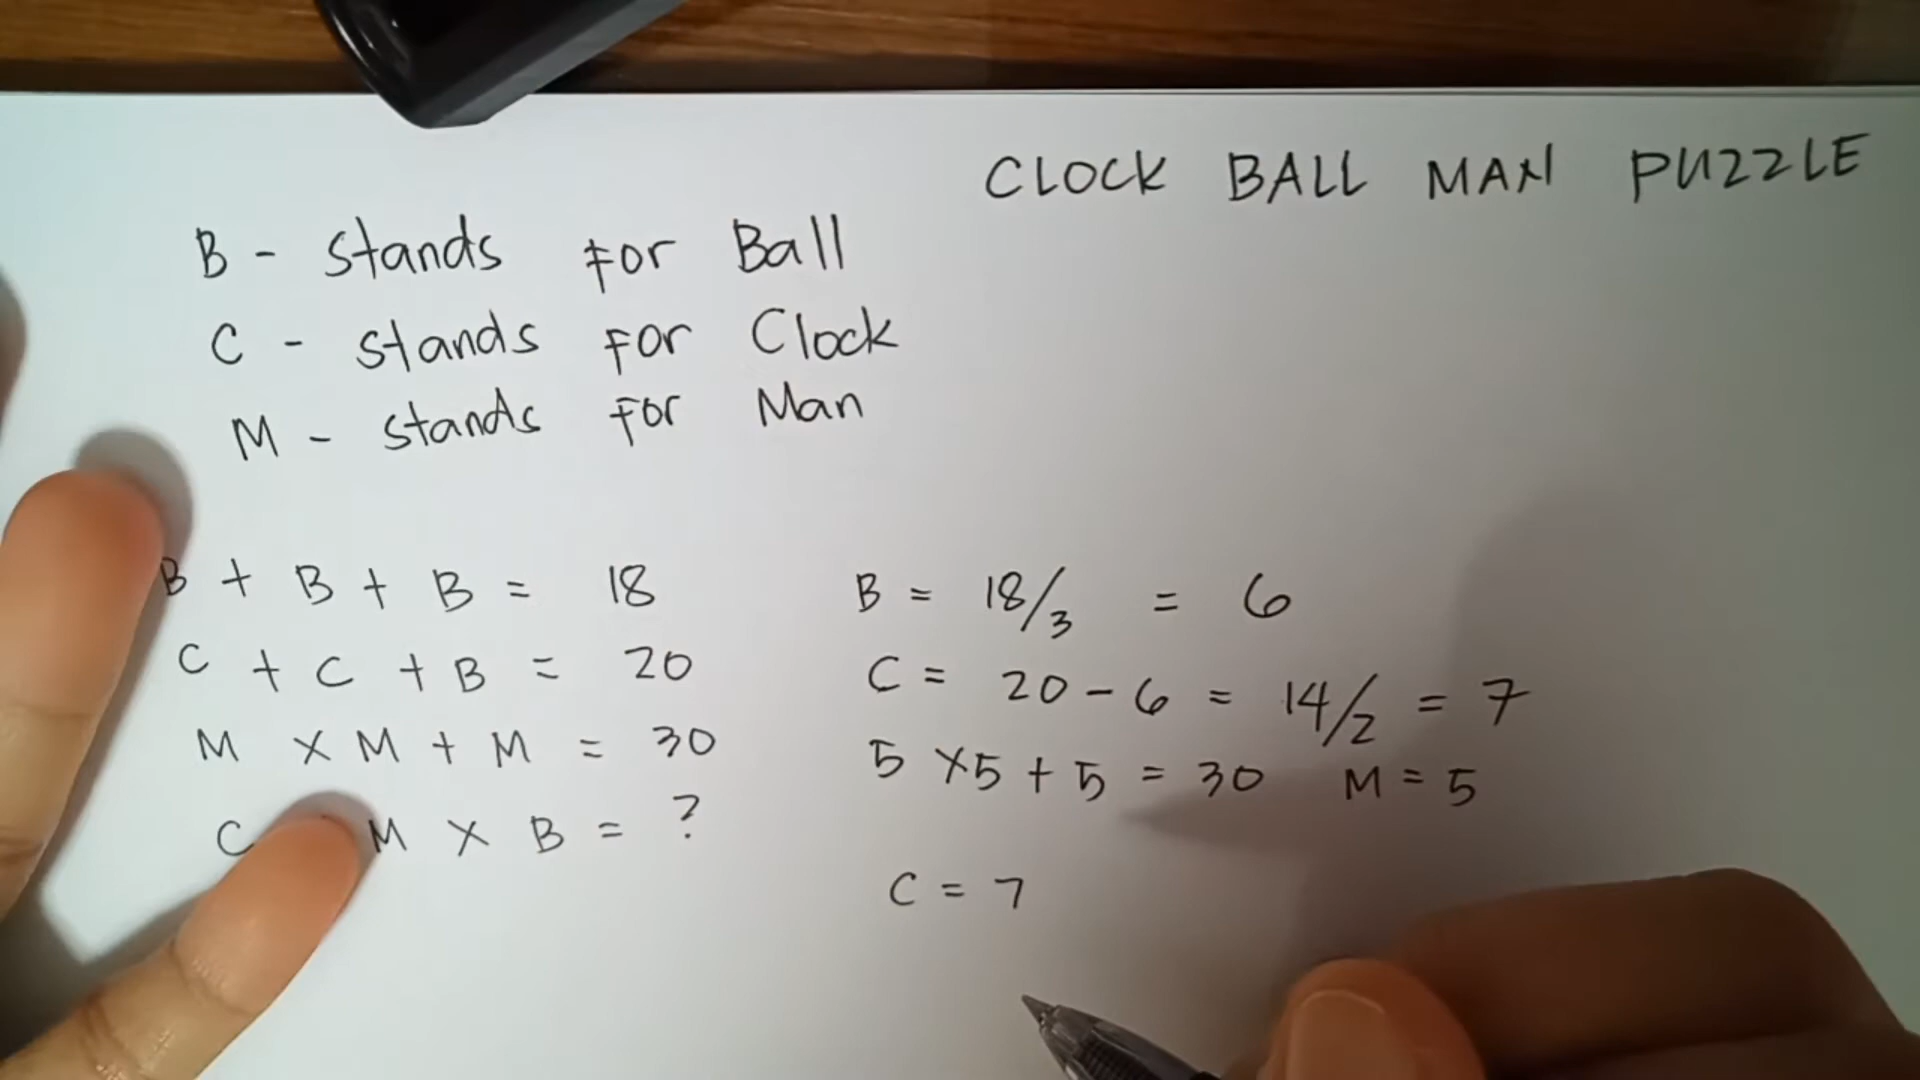 CLOCK BALL MAN PUZZLE
B - stands for Ball
C - stands for Clock
M - stands for Man
B + B + B = 18
C + C + B = 20
M X M + M = 30
C M X B = ?
B = 18/3 = 6
C = 20 - 6 = 14/2 = 7
5 X5 + 5 = 30 M = 5
C = 7